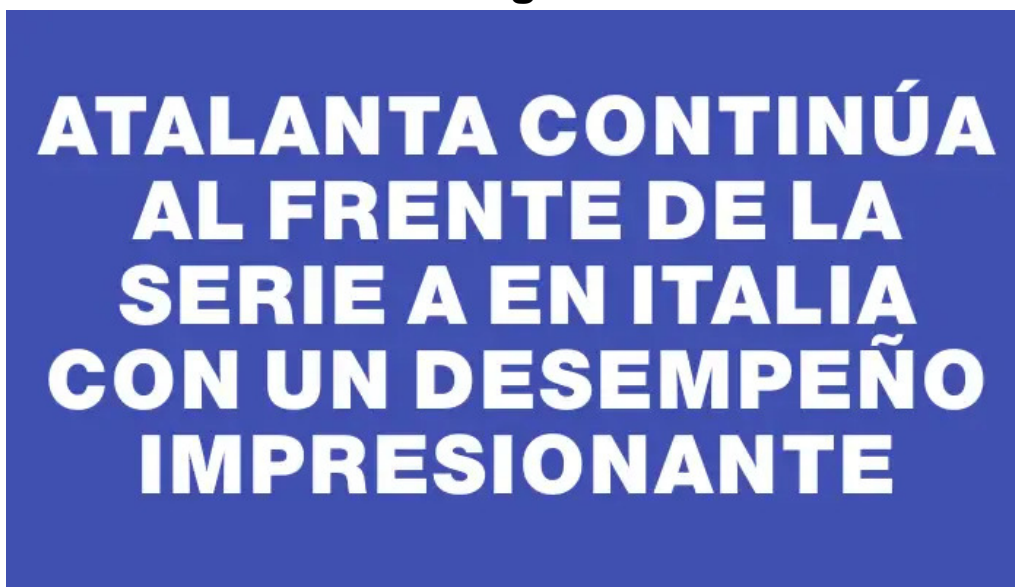 ATALANTA CONTINÚA
AL FRENTE DE LA
SERIE A EN ITALIA
CON UN DESEMPEÑO
IMPRESIONANTE